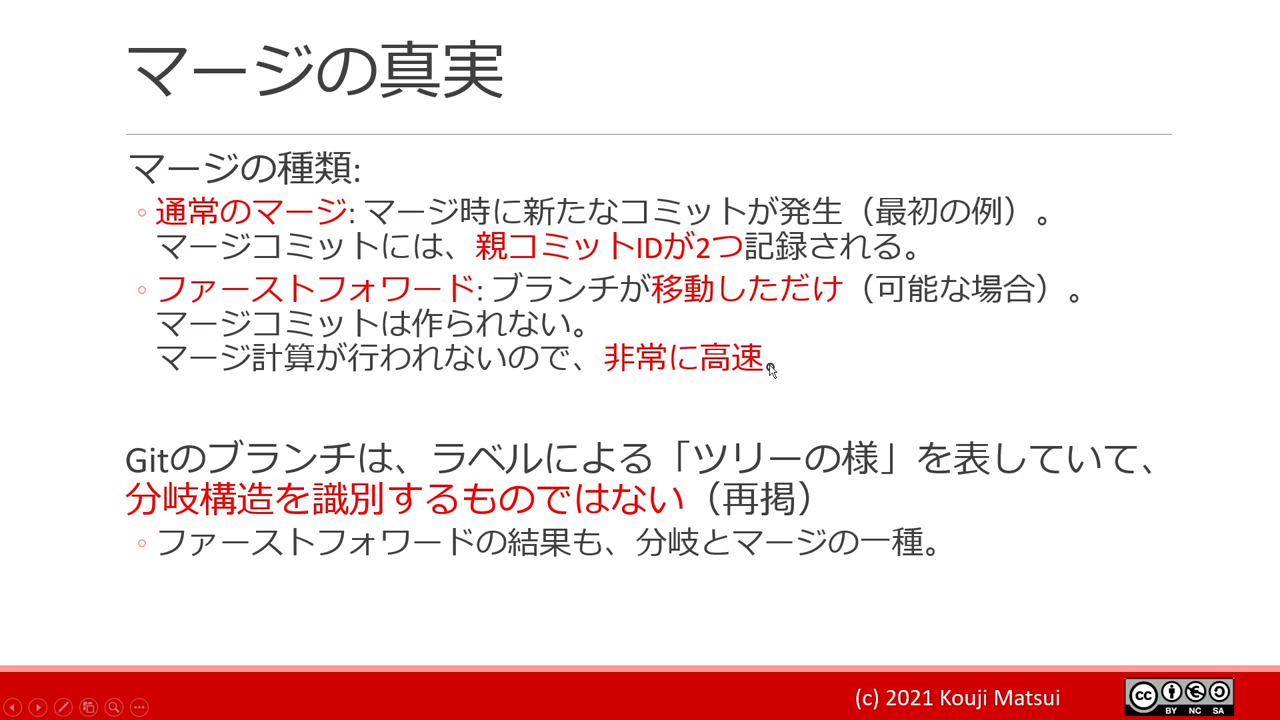 マージの真実
マージの種類:
通常のマージ: マージ時に新たなコミットが発生（最初の例）。
マージコミットには、親コミットIDが2つ記録される。
ファーストフォワード: ブランチが移動しただけ（可能な場合）。
マージコミットは作られない。
マージ計算が行われないので、非常に高速。
Gitのブランチは、ラベルによる「ツリーの様」を表していて、
分岐構造を識別するものではない（再掲）
ファーストフォワードの結果も、分岐とマージの一種。
(c) 2021 Kouji Matsui
cc
BY NC SA